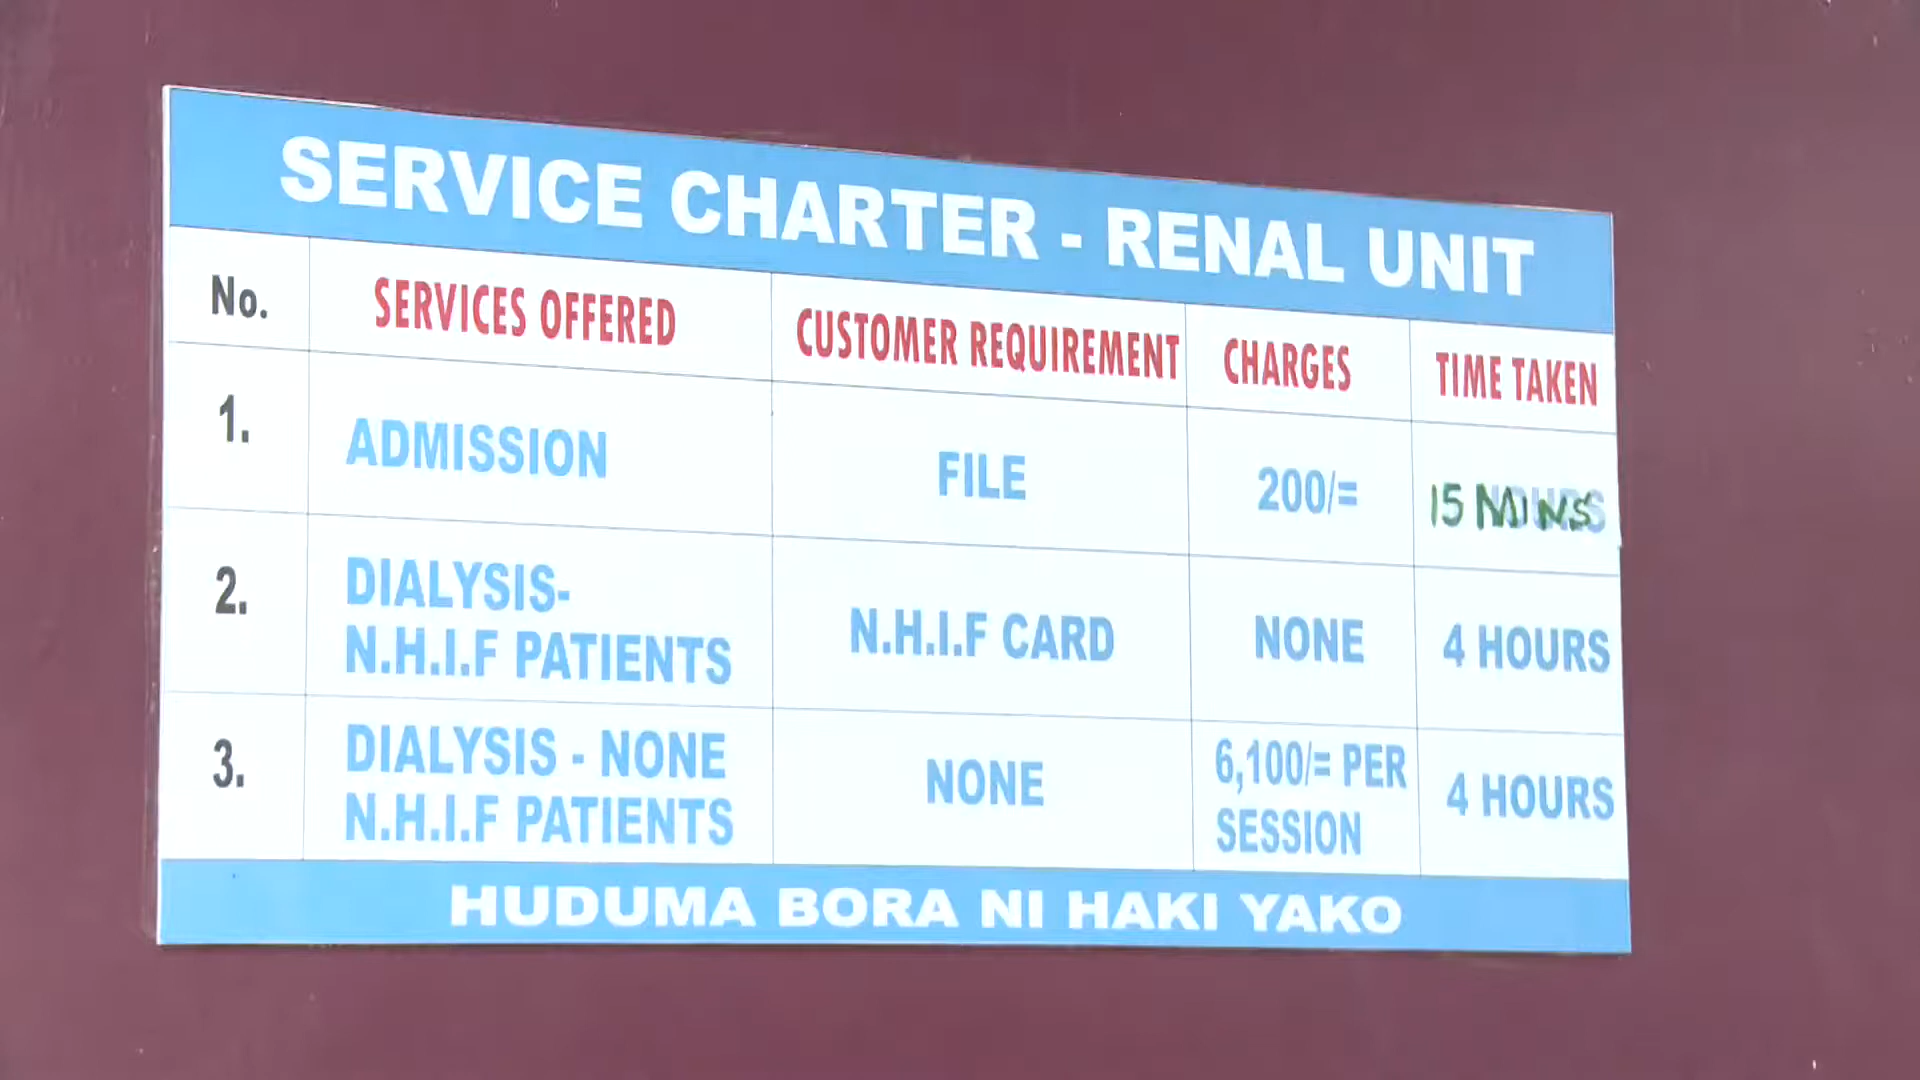 SERVICE CHARTER - RENAL UNIT
No. SERVICES OFFERED CUSTOMER REQUIREMENT CHARGES TIME TAKEN
1. ADMISSION FILE 200/= 15 MINS
2. DIALYSIS-
N.H.I.F PATIENTS N.H.I.F CARD NONE 4 HOURS
3. DIALYSIS - NONE
N.H.I.F PATIENTS NONE 6,100/= PER
SESSION 4 HOURS
HUDUMA BORA NI HAKI YAKO